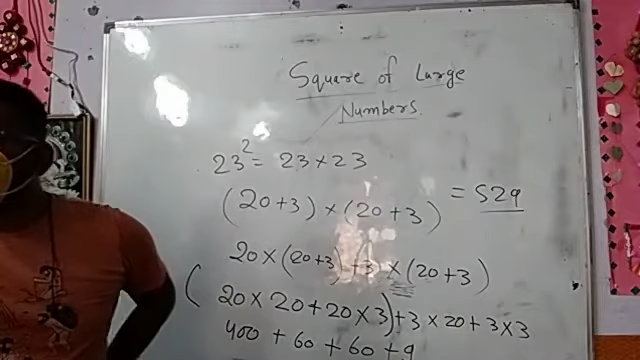 Square of Large
Numbers.
23² = 23 × 23
(20+3) × (20+3) = 529
20 × (20+3) + 3 × (20+3)
(20 × 20 + 20 × 3) + 3 × 20 + 3 × 3
400 + 60 + 60 + 9